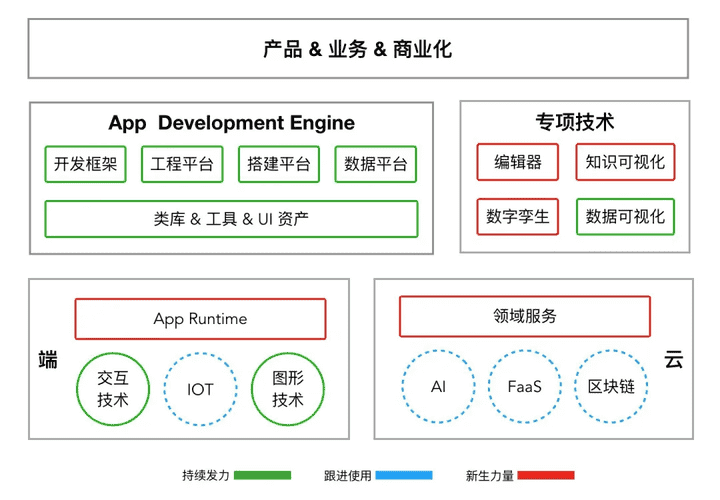 产品 & 业务 & 商业化
App Development Engine
开发框架
工程平台
搭建平台
数据平台
类库 & 工具 & UI 资产
专项技术
编辑器
知识可视化
数字孪生
数据可视化
端
App Runtime
交互
技术
IOT
图形
技术
领域服务
云
AI
FaaS
区块链
持续发力
跟进使用
新生力量